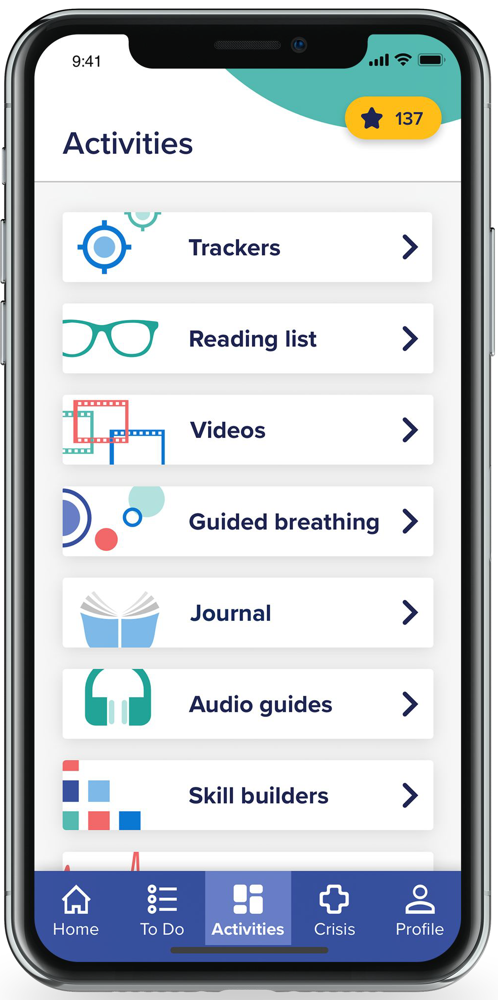 9:41
137
Activities
Trackers
Reading list
Videos
Guided breathing
Journal
Audio guides
Skill builders
Home
To Do
Activities
Crisis
Profile